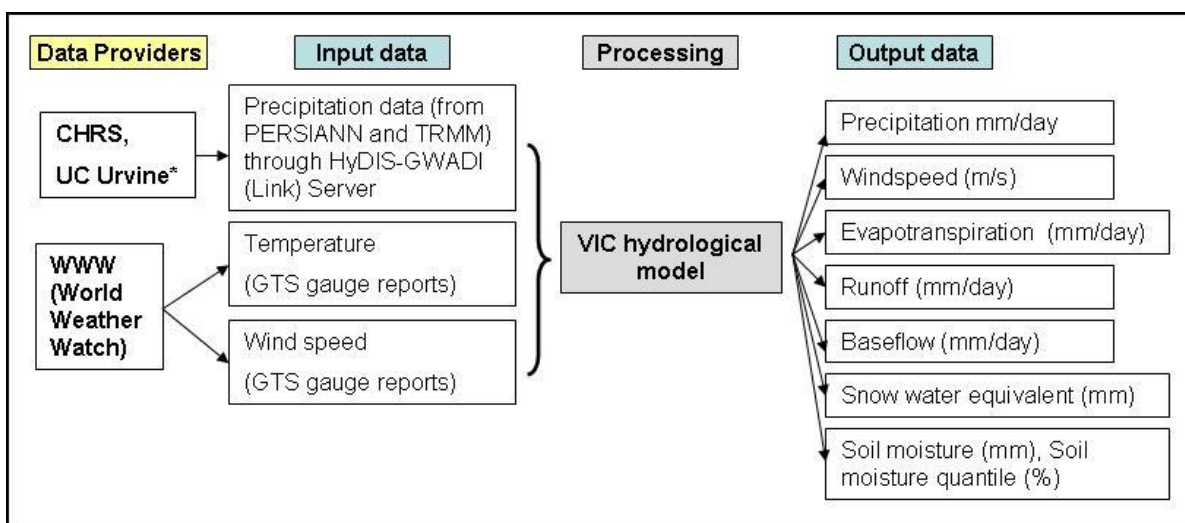 Data Providers
Input data
Processing
Output data
CHRS,
UC Urvine*
Precipitation data (from
PERSIANN and TRMM)
through HyDIS-GWADI
(Link) Server
WWW
(World
Weather
Watch)
Temperature
(GTS gauge reports)
Wind speed
(GTS gauge reports)
VIC hydrological
model
Precipitation mm/day
Windspeed (m/s)
Evapotranspiration (mm/day)
Runoff (mm/day)
Baseflow (mm/day)
Snow water equivalent (mm)
Soil moisture (mm), Soil
moisture quantile (%)